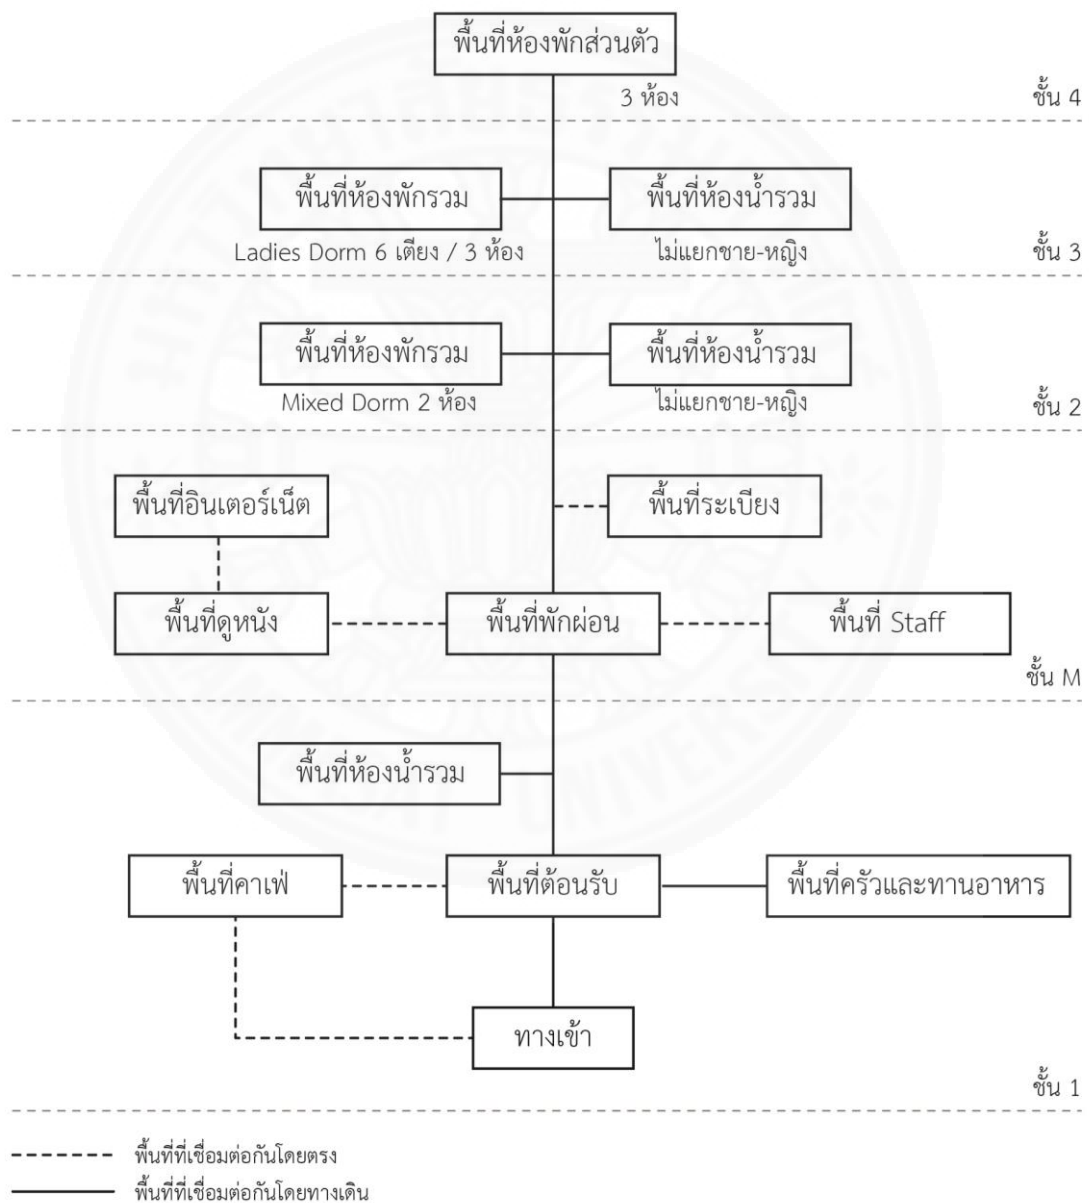 พื้นที่ห้องพักส่วนตัว
3 ห้อง
ชั้น 4
พื้นที่ห้องพักรวม
พื้นที่ห้องน้ำรวม
Ladies Dorm 6 เตียง / 3 ห้อง
ไม่แยกชาย-หญิง
ชั้น 3
พื้นที่ห้องพักรวม
พื้นที่ห้องน้ำรวม
Mixed Dorm 2 ห้อง
ไม่แยกชาย-หญิง
ชั้น 2
พื้นที่อินเตอร์เน็ต
พื้นที่ระเบียง
พื้นที่ดูหนัง
พื้นที่พักผ่อน
พื้นที่ Staff
ชั้น M
พื้นที่ห้องน้ำรวม
พื้นที่คาเฟ่
พื้นที่ต้อนรับ
พื้นที่ครัวและทานอาหาร
ทางเข้า
ชั้น 1
พื้นที่ที่เชื่อมต่อกันโดยตรง
พื้นที่ที่เชื่อมต่อกันโดยทางเดิน